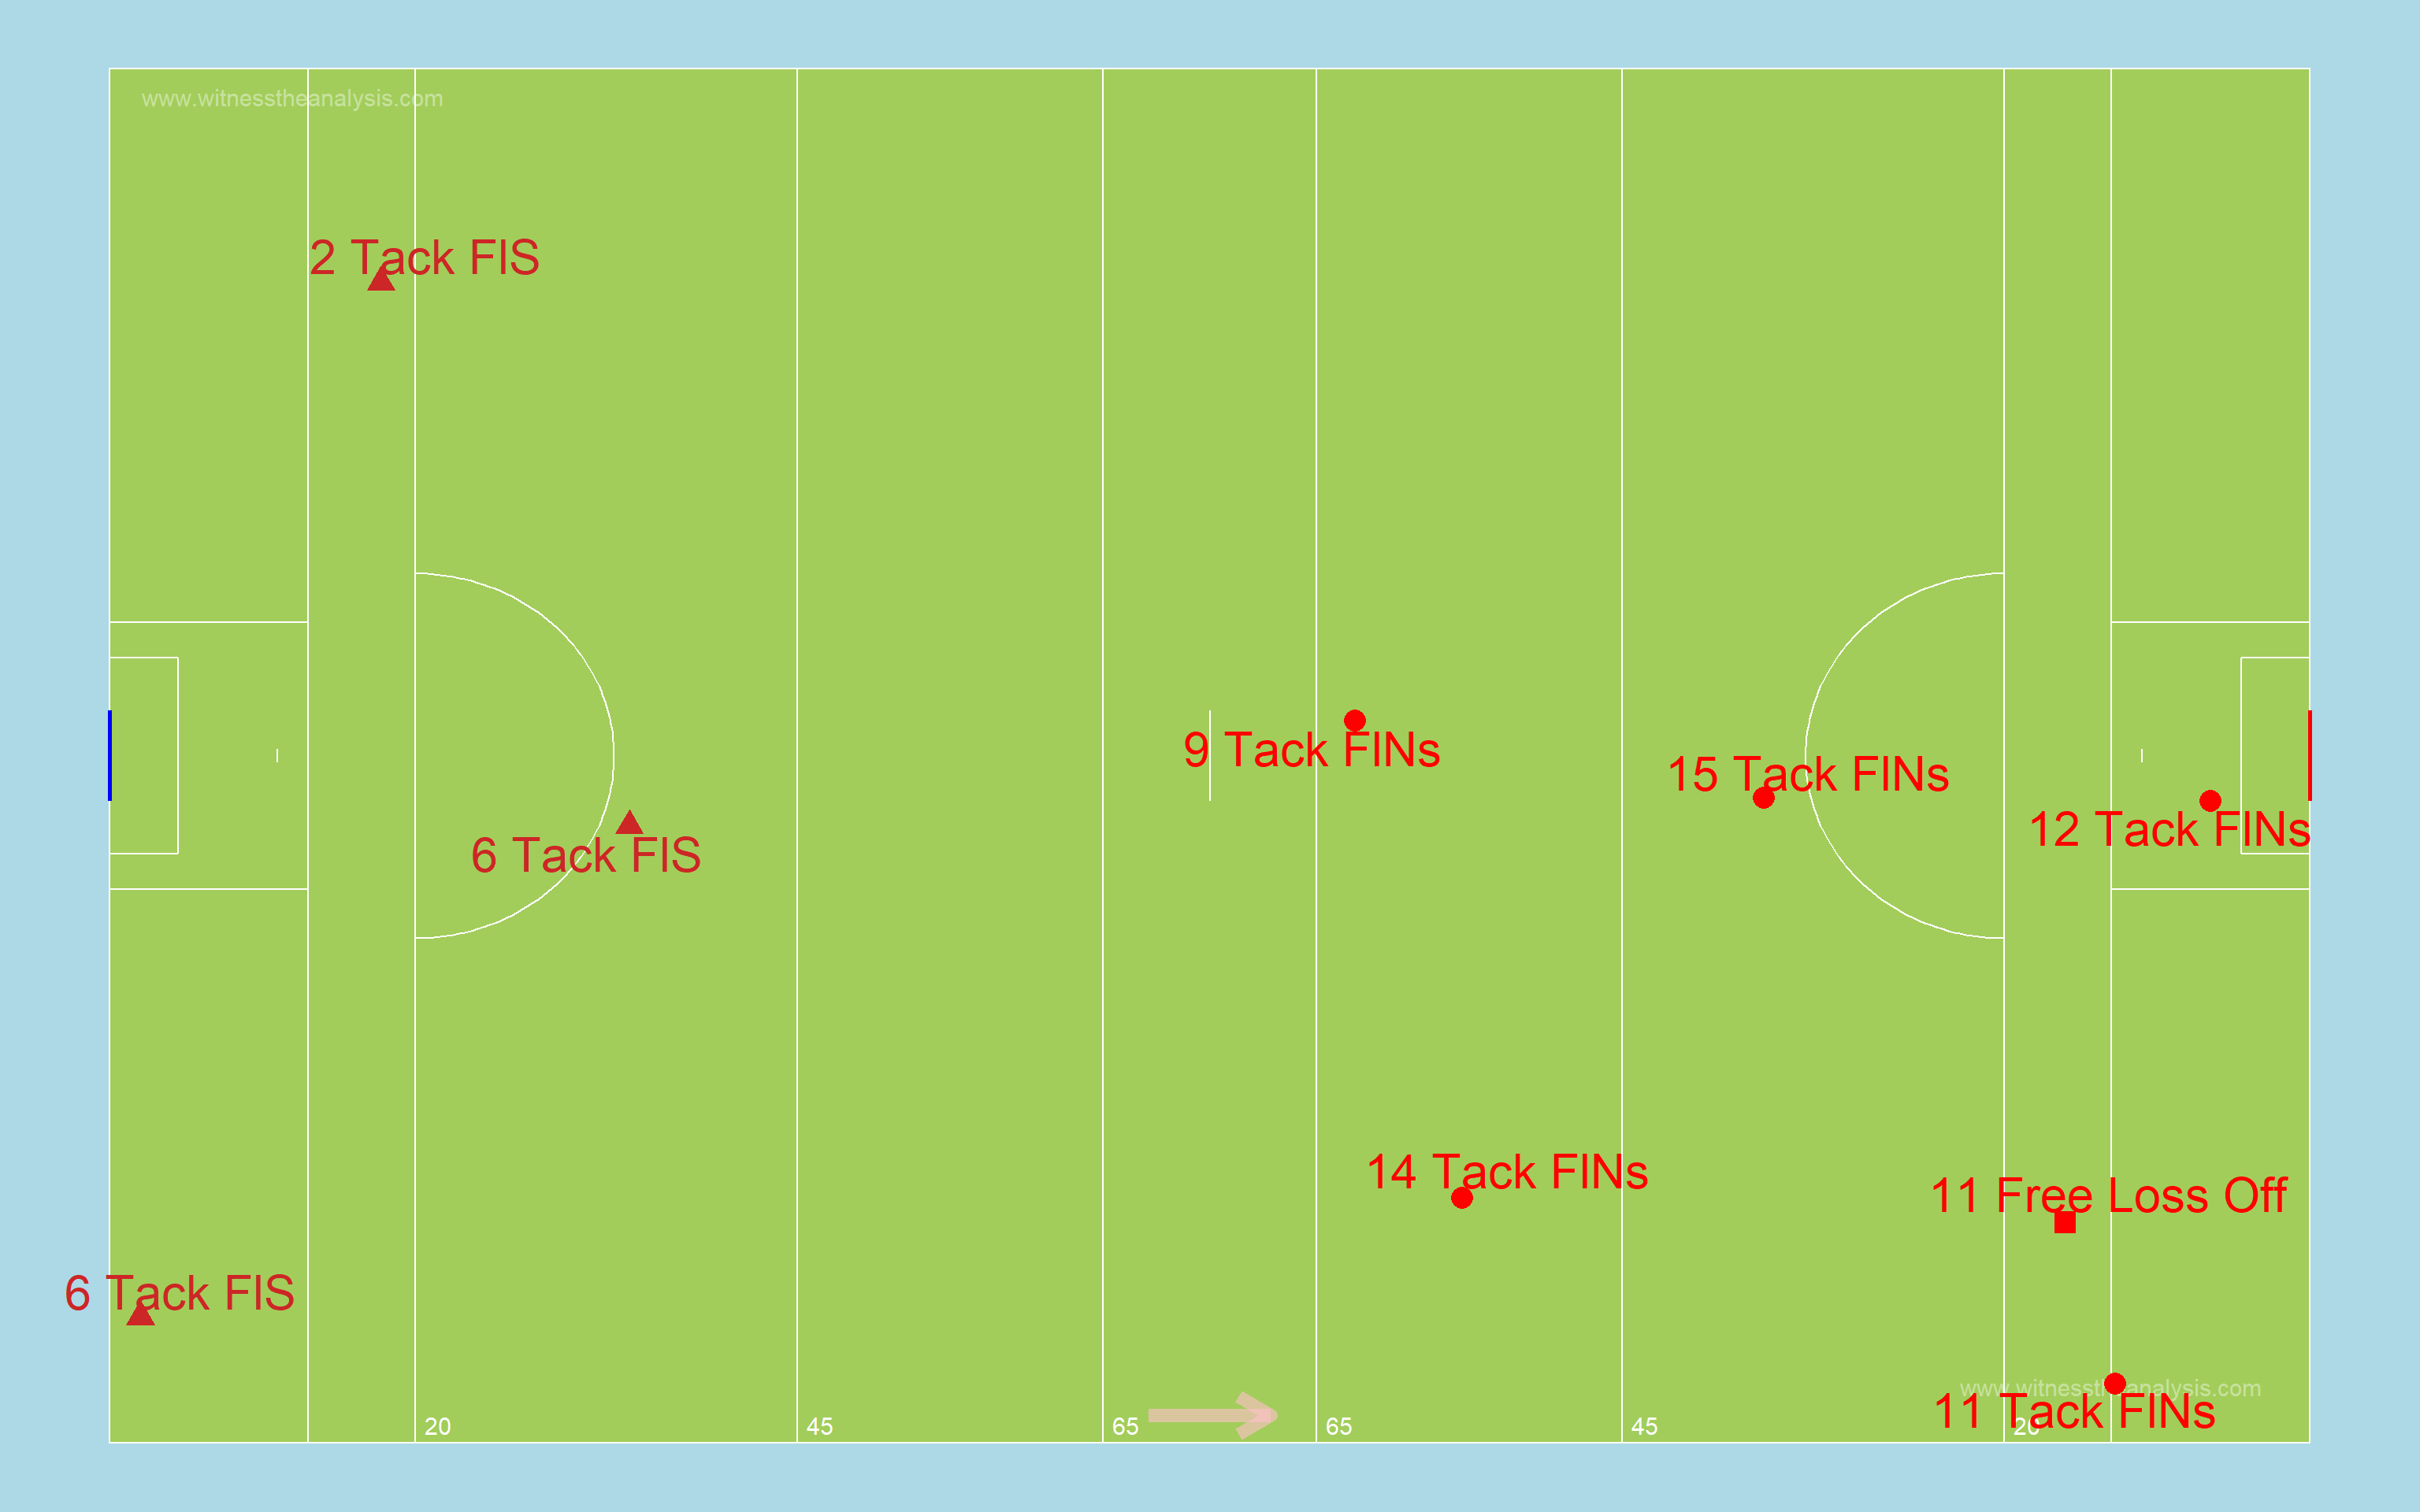 www.witnesstheanalysis.com
2 Tack FIS
9 Tack FINs
15 Tack FINs
12 Tack FINs
6 Tack FIS
14 Tack FINs
11 Free Loss Off
6 Tack FIS
www.witnesstheanalysis.com
11 Tack FINs
20
45
65
65
45
20